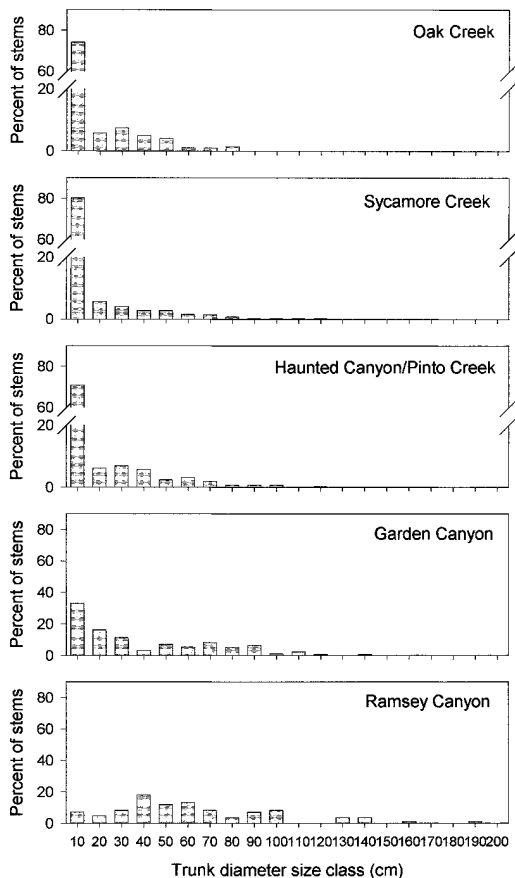 80
60
20
0
Percent of stems
Oak Creek
80
60
20
0
Percent of stems
Sycamore Creek
80
60
20
0
Percent of stems
Haunted Canyon/Pinto Creek
80
60
40
20
0
Percent of stems
Garden Canyon
80
60
40
20
0
Percent of stems
Ramsey Canyon
10 20 30 40 50 60 70 80 90 100 110 120 130 140 150 160 170 180 190 200
Trunk diameter size class (cm)